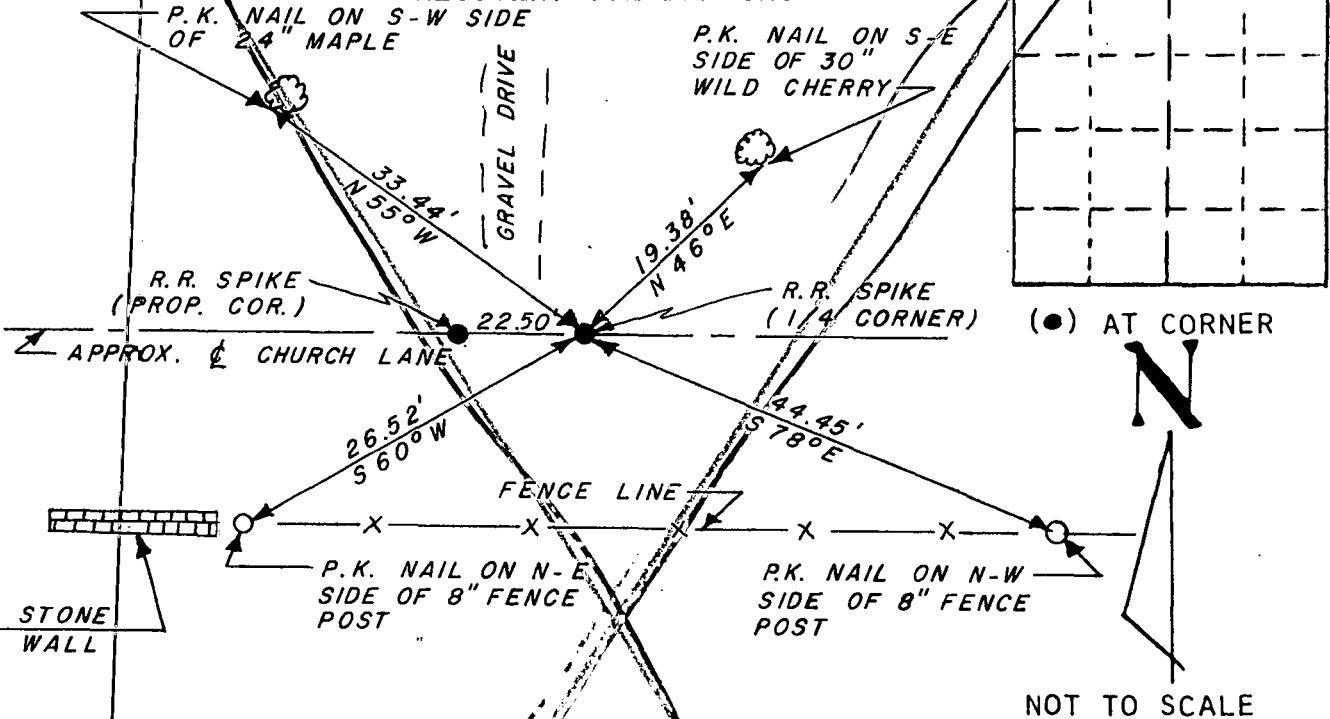 P.K. NAIL ON S-W SIDE
OF 24" MAPLE
P.K. NAIL ON S-E
SIDE OF 30"
WILD CHERRY
GRAVEL DRIVE
33.44'
N 55° W
19.38'
N 46° E
R.R. SPIKE
(PROP. COR.)
22.50
R.R. SPIKE
(1/4 CORNER)
(●) AT CORNER
APPROX. ℄ CHURCH LANE
N
26.52'
S 60° W
44.45'
S 78° E
FENCE LINE
P.K. NAIL ON N-E
SIDE OF 8" FENCE
POST
P.K. NAIL ON N-W
SIDE OF 8" FENCE
POST
STONE
WALL
NOT TO SCALE